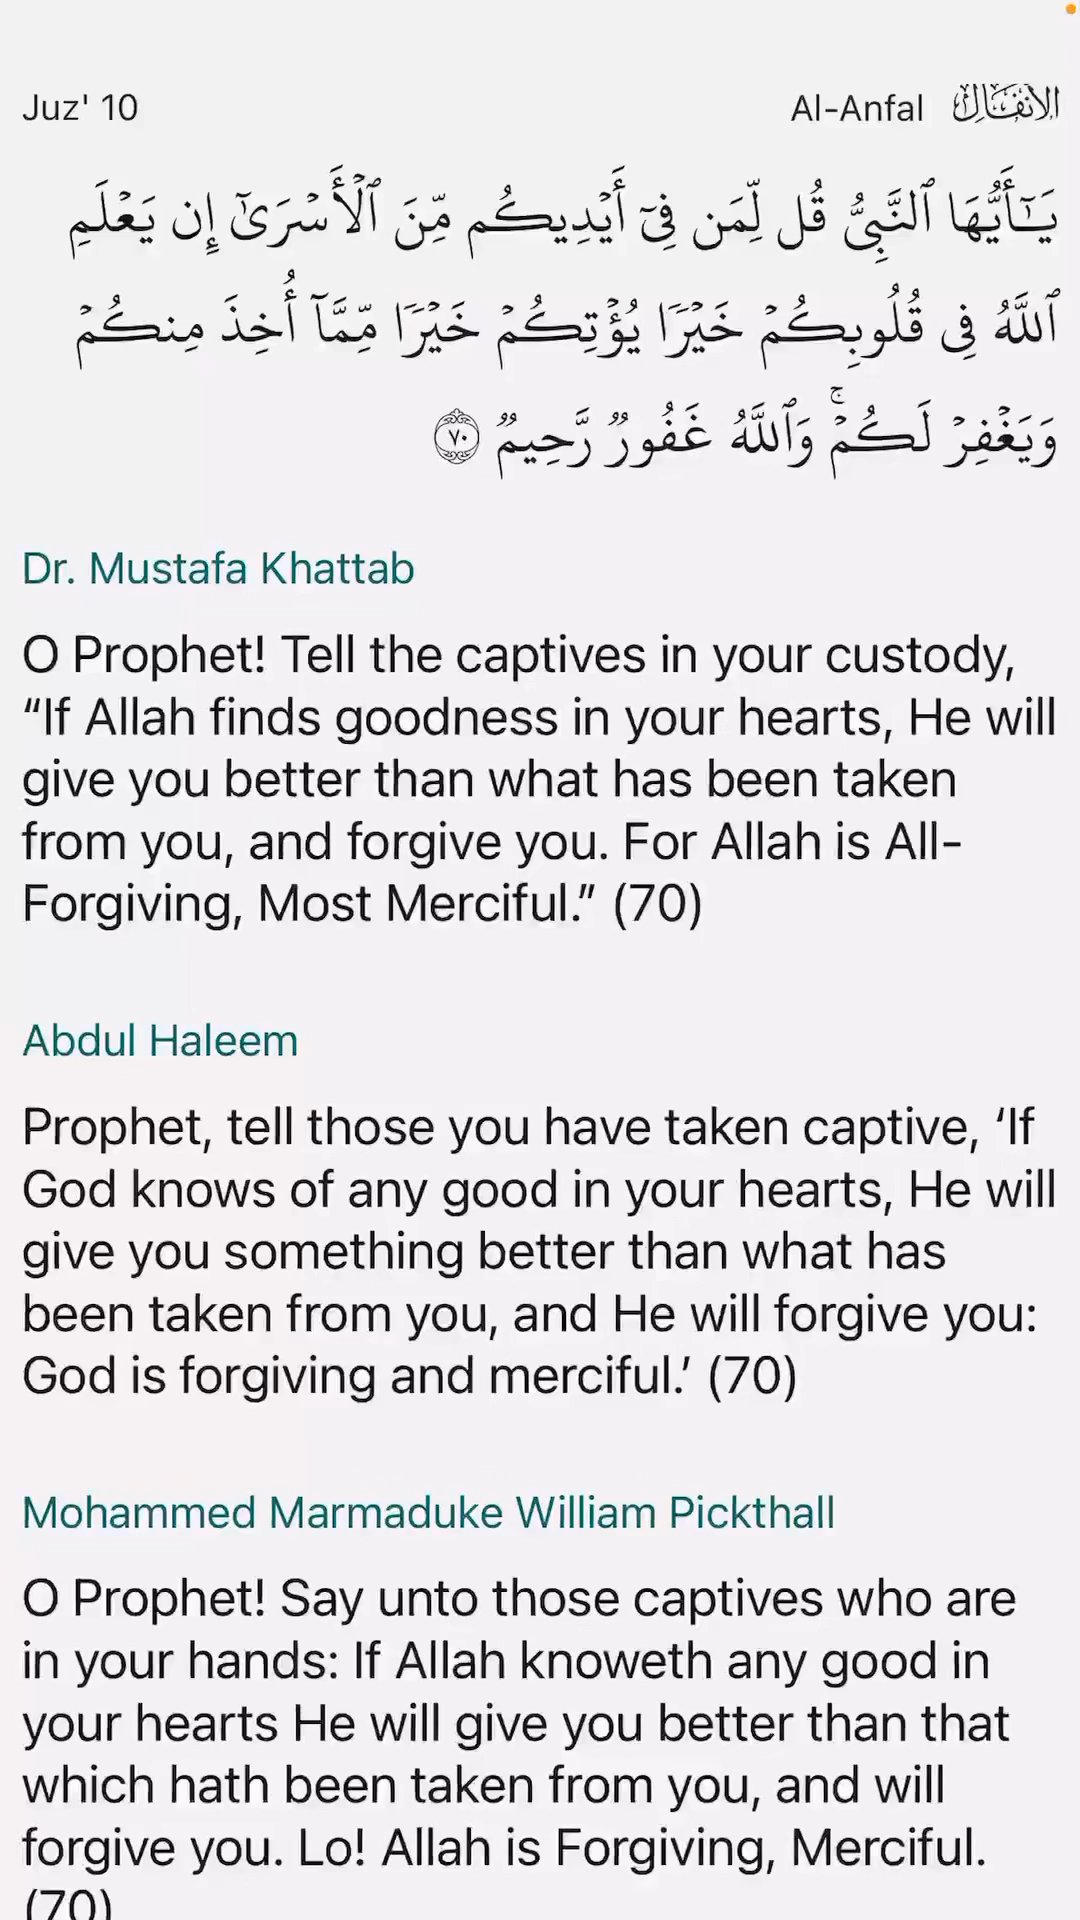 Juz' 10
Al-Anfal الأنفال
يَـٰٓأَيُّهَا ٱلنَّبِىُّ قُل لِّمَن فِىٓ أَيْدِيكُم مِّنَ ٱلْأَسْرَىٰٓ إِن يَعْلَمِ
ٱللَّهُ فِى قُلُوبِكُمْ خَيْرًا يُؤْتِكُمْ خَيْرًا مِّمَّآ أُخِذَ مِنكُمْ
وَيَغْفِرْ لَكُمْ ۚ وَٱللَّهُ غَفُورٌ رَّحِيمٌ ٧٠
Dr. Mustafa Khattab
O Prophet! Tell the captives in your custody,
“If Allah finds goodness in your hearts, He will
give you better than what has been taken
from you, and forgive you. For Allah is All-
Forgiving, Most Merciful.” (70)
Abdul Haleem
Prophet, tell those you have taken captive, ‘If
God knows of any good in your hearts, He will
give you something better than what has
been taken from you, and He will forgive you:
God is forgiving and merciful.’ (70)
Mohammed Marmaduke William Pickthall
O Prophet! Say unto those captives who are
in your hands: If Allah knoweth any good in
your hearts He will give you better than that
which hath been taken from you, and will
forgive you. Lo! Allah is Forgiving, Merciful.
(70)